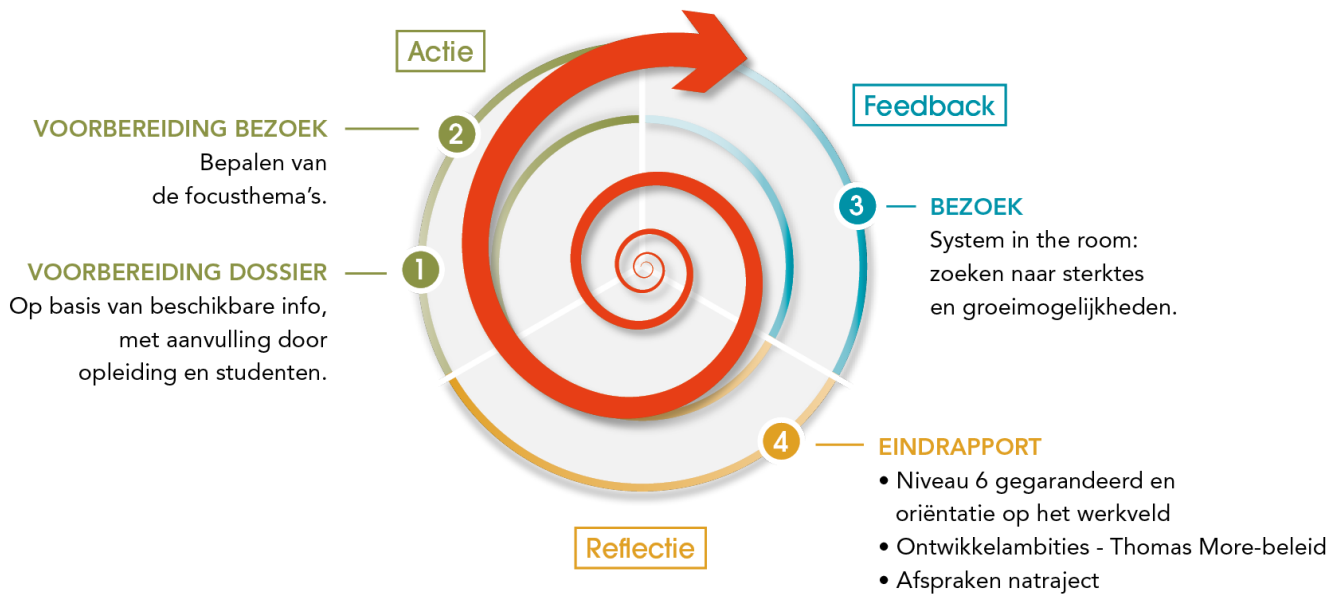 Actie
2
VOORBEREIDING BEZOEK
Bepalen van
de focusthema's.
1
VOORBEREIDING DOSSIER
Op basis van beschikbare info,
met aanvulling door
opleiding en studenten.
Feedback
3
BEZOEK
System in the room:
zoeken naar sterktes
en groeimogelijkheden.
4
EINDRAPPORT
• Niveau 6 gegarandeerd en
oriëntatie op het werkveld
• Ontwikkelambities - Thomas More-beleid
• Afspraken natraject
Reflectie